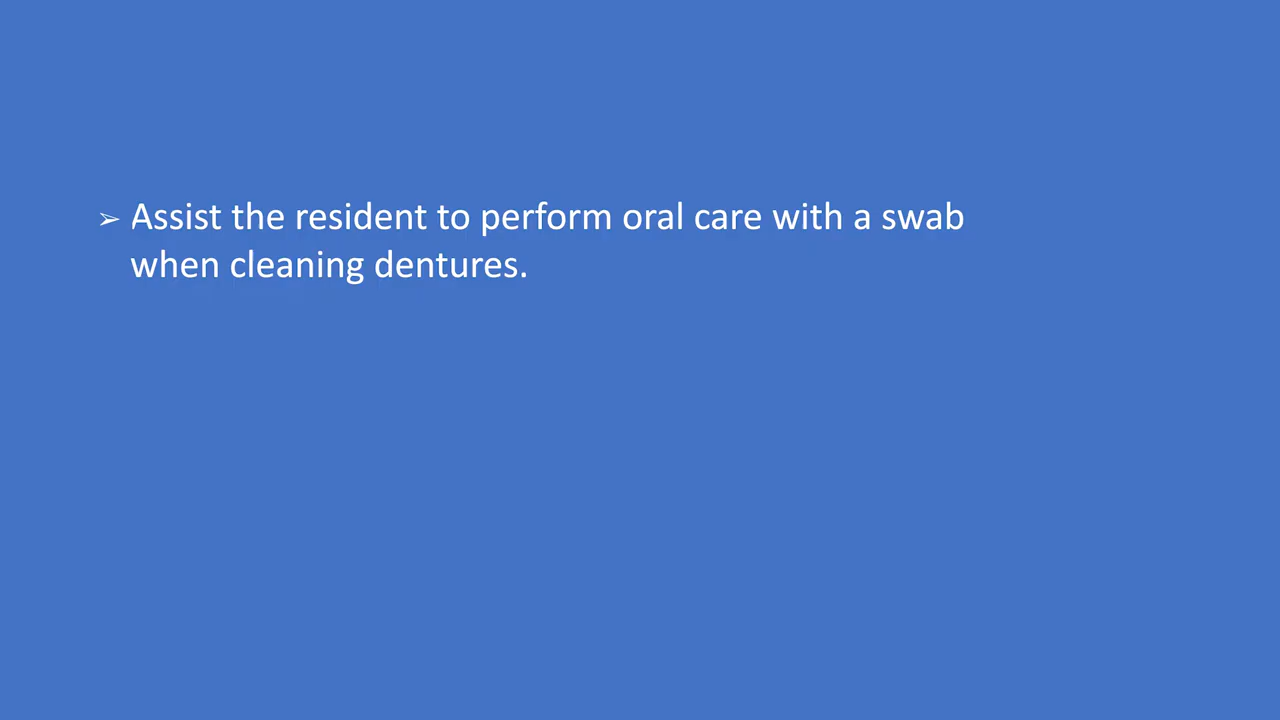 ➢ Assist the resident to perform oral care with a swab
when cleaning dentures.